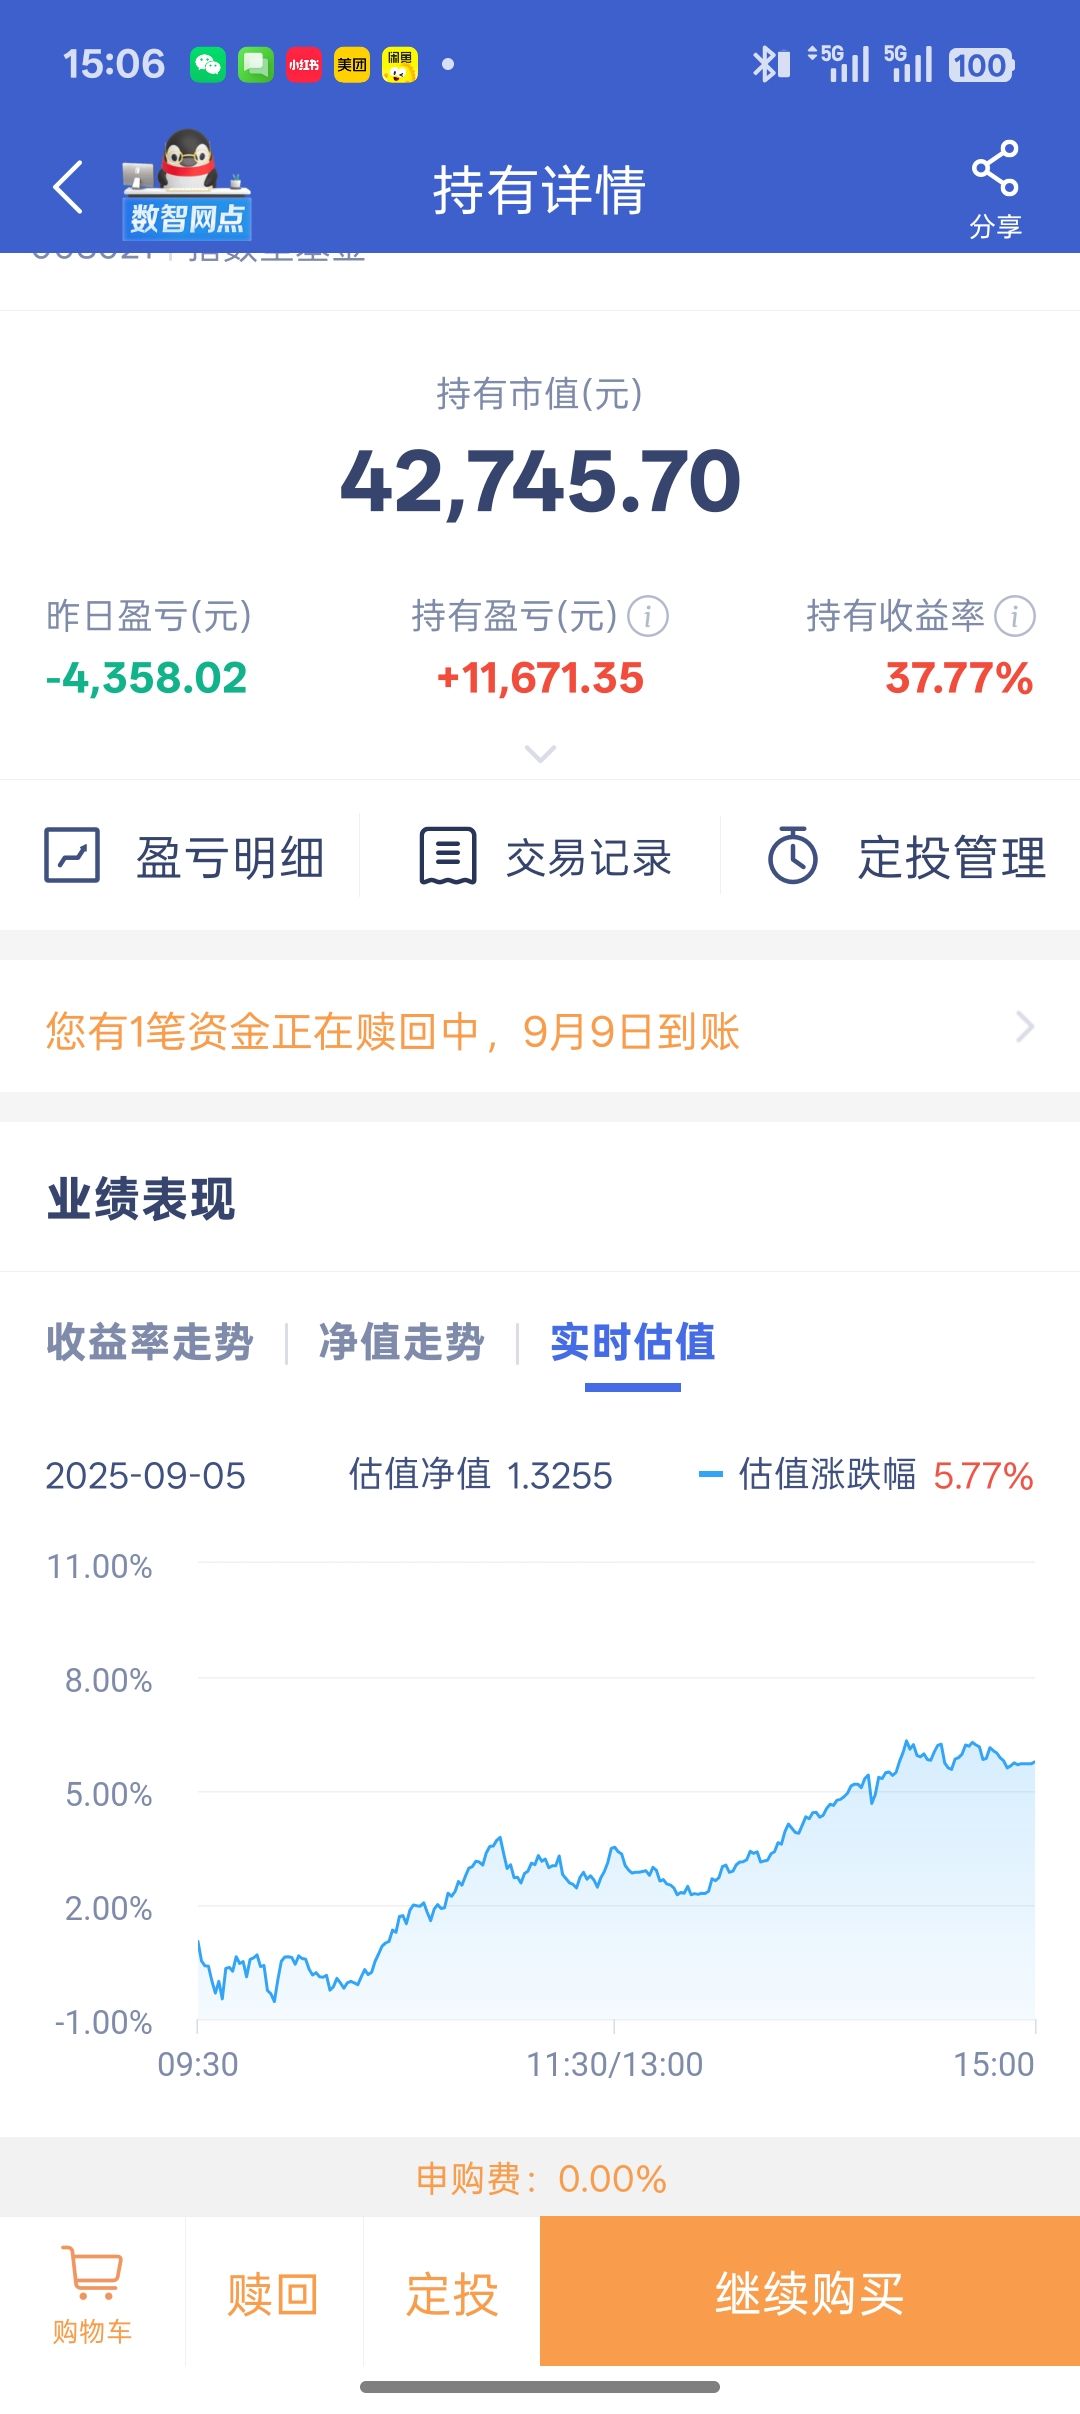 15:06 小红书 美团 闲鱼 5G 5G 100
数智网点
持有详情
分享
指数型基金
持有市值(元)
42,745.70
昨日盈亏(元) 持有盈亏(元) i 持有收益率 i
-4,358.02 +11,671.35 37.77%
盈亏明细 交易记录 定投管理
您有1笔资金正在赎回中，9月9日到账
业绩表现
收益率走势 净值走势 实时估值
2025-09-05 估值净值 1.3255 估值涨跌幅 5.77%
11.00%
8.00%
5.00%
2.00%
-1.00%
09:30 11:30/13:00 15:00
申购费：0.00%
购物车 赎回 定投 继续购买